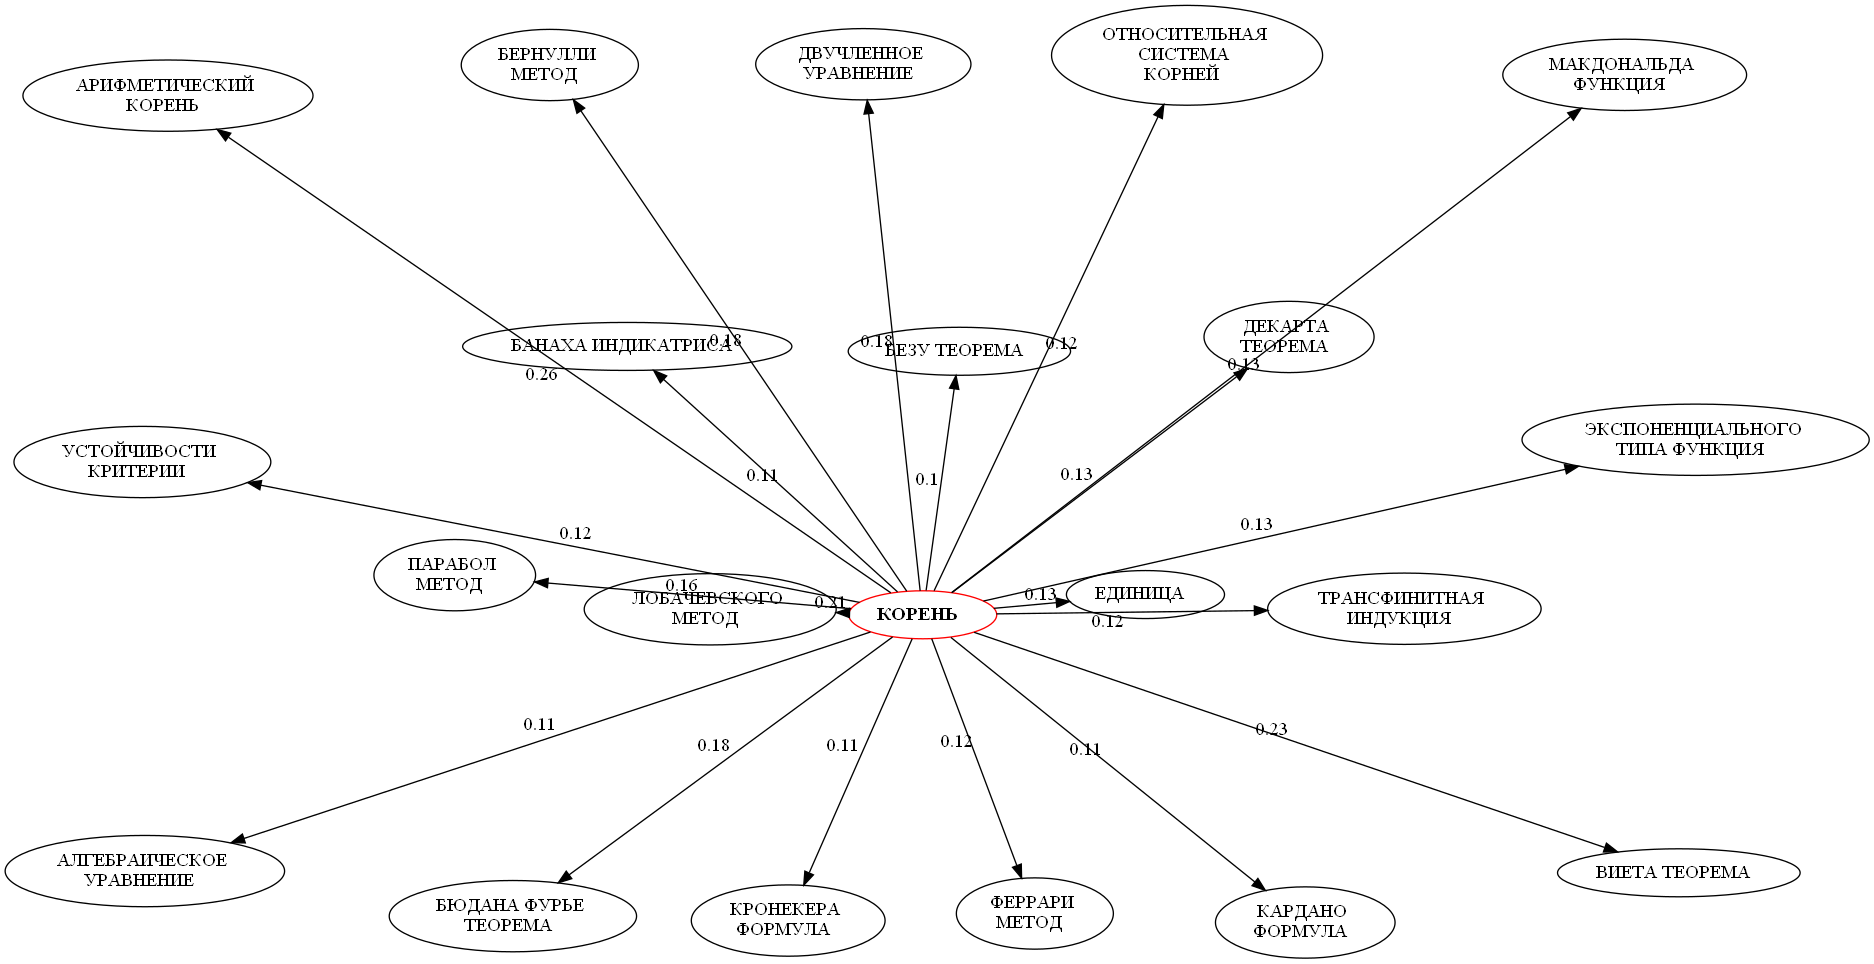 АРИФМЕТИЧЕСКИЙ
КОРЕНЬ
БЕРНУЛЛИ
МЕТОД
ДВУЧЛЕННОЕ
УРАВНЕНИЕ
ОТНОСИТЕЛЬНАЯ
СИСТЕМА
КОРНЕЙ
МАКДОНАЛЬДА
ФУНКЦИЯ
БАНАХА ИНДИКАТРИСА
0.18
0.18
БЕЗУ ТЕОРЕМА
0.12
ДЕКАРТА
ТЕОРЕМА
0.13
0.26
УСТОЙЧИВОСТИ
КРИТЕРИИ
0.11
0.1
0.13
ЭКСПОНЕНЦИАЛЬНОГО
ТИПА ФУНКЦИЯ
0.12
0.13
ПАРАБОЛ
МЕТОД
0.16
ЛОБАЧЕВСКОГО
МЕТОД
0.21
КОРЕНЬ
0.13
ЕДИНИЦА
0.12
ТРАНСФИНИТНАЯ
ИНДУКЦИЯ
0.11
0.18
0.11
0.12
0.11
0.23
АЛГЕБРАИЧЕСКОЕ
УРАВНЕНИЕ
БЮДАНА ФУРЬЕ
ТЕОРЕМА
КРОНЕКЕРА
ФОРМУЛА
ФЕРРАРИ
МЕТОД
КАРДАНО
ФОРМУЛА
ВИЕТА ТЕОРЕМА